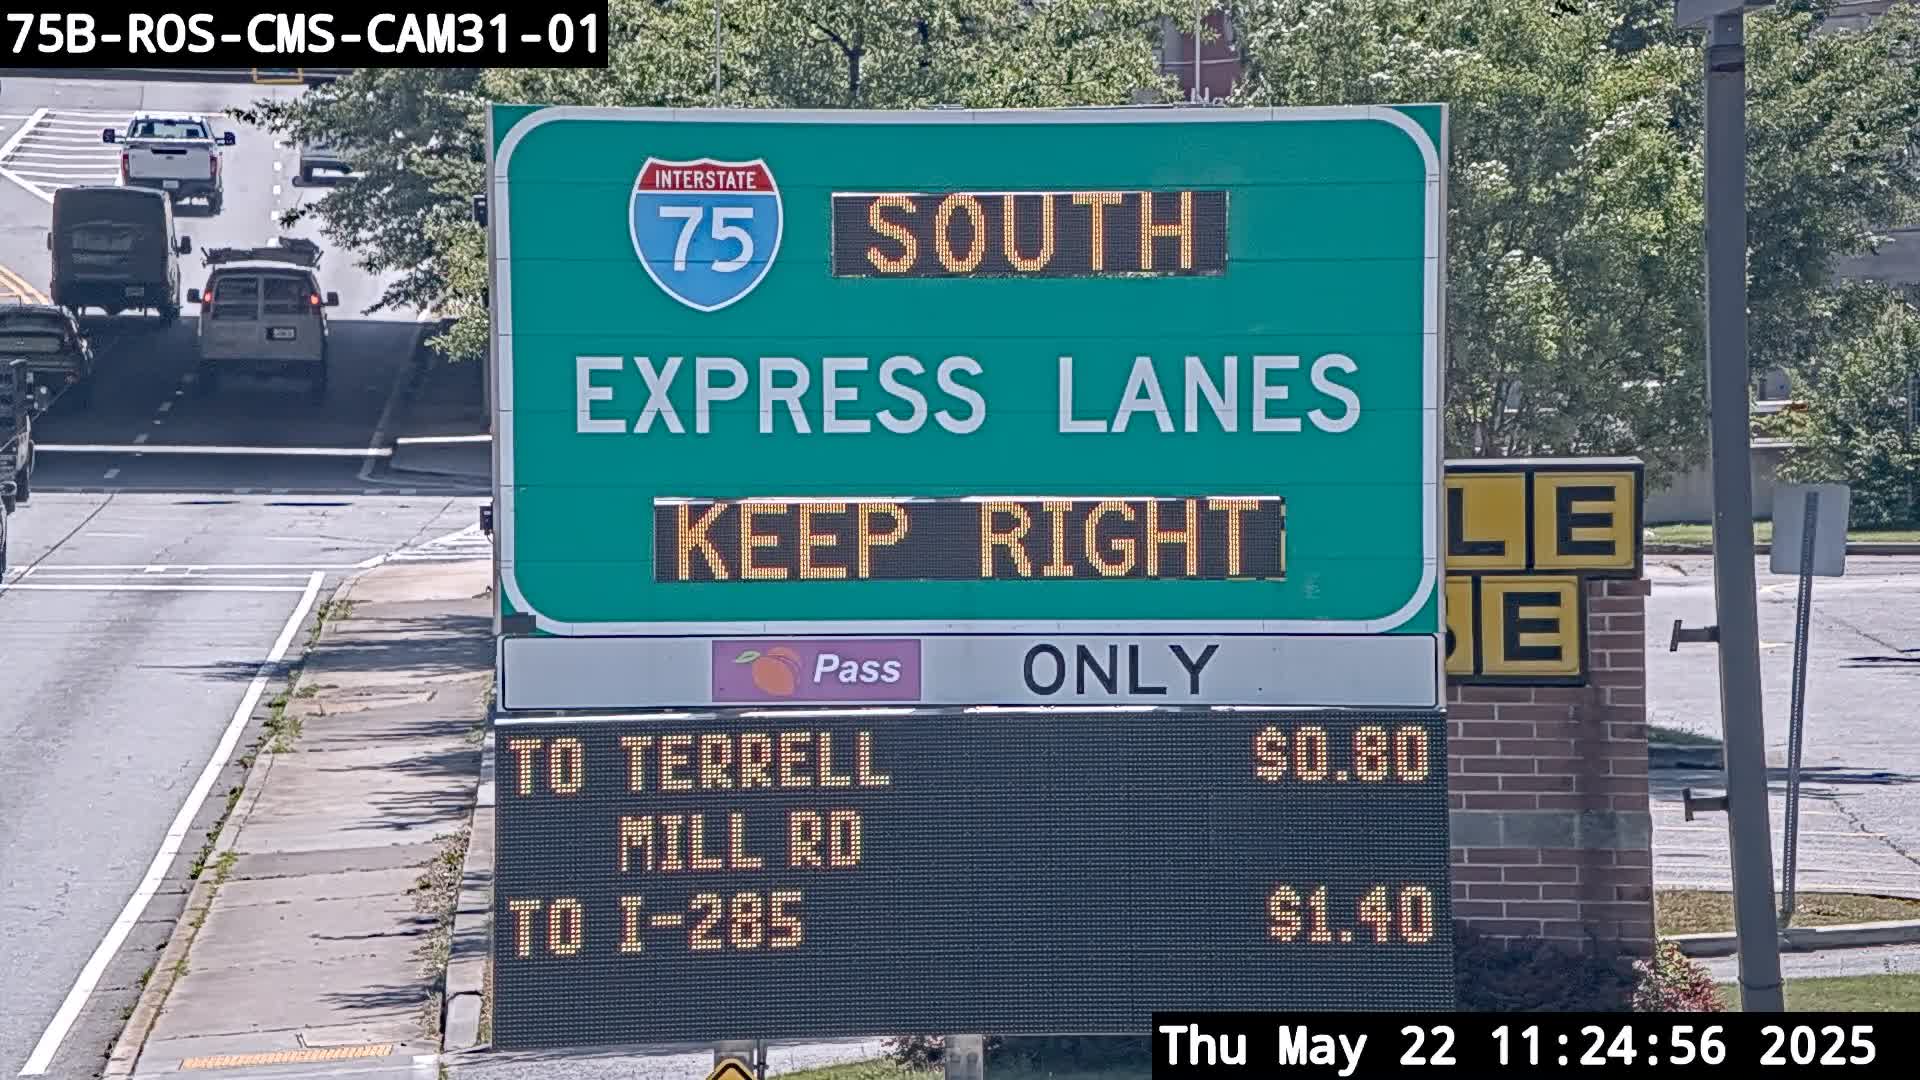 75B-ROS-CMS-CAM31-01
INTERSTATE
75
SOUTH
EXPRESS LANES
KEEP RIGHT
Pass ONLY
TO TERRELL $0.80
MILL RD
TO I-285 $1.40
LE
E
Thu May 22 11:24:56 2025